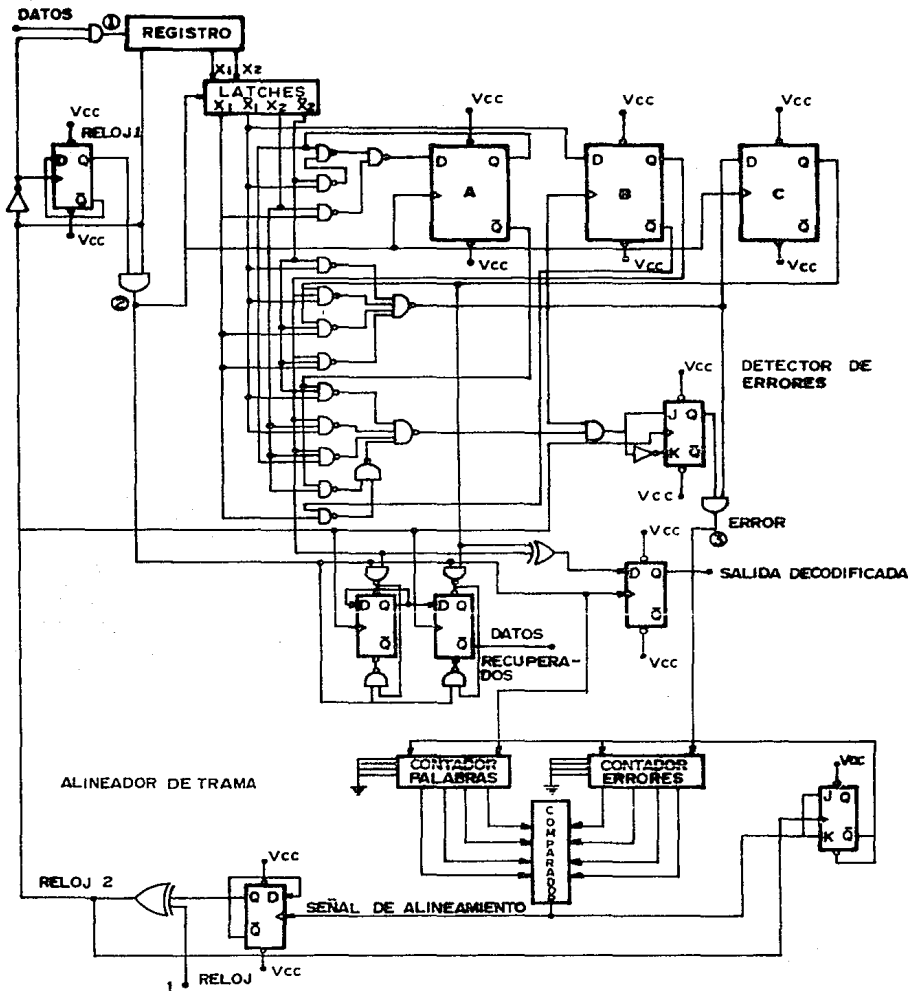 DATOS
1
REGISTRO
X1 X2
LATCHES
X1 X̄1 X2 X̄2
Vcc
RELOJ 1
D Q
Q̄
Vcc
2
Vcc
D Q
A
Q̄
Vcc
Vcc
D Q
B
Q̄
Vcc
Vcc
D Q
C
Q̄
Vcc
DETECTOR DE
ERRORES
Vcc
J Q
K Q̄
Vcc
ERROR
3
Vcc
D Q
Q̄
Vcc
SALIDA DECODIFICADA
D Q
Q̄
D Q
Q̄
DATOS
RECUPERA-
DOS
ALINEADOR DE TRAMA
CONTADOR
PALABRAS
CONTADOR
ERRORES
COMPARADOR
Vcc
J Q
K Q̄
RELOJ 2
Vcc
Q D
Q̄
Vcc
SEÑAL DE ALINEAMIENTO
1 RELOJ